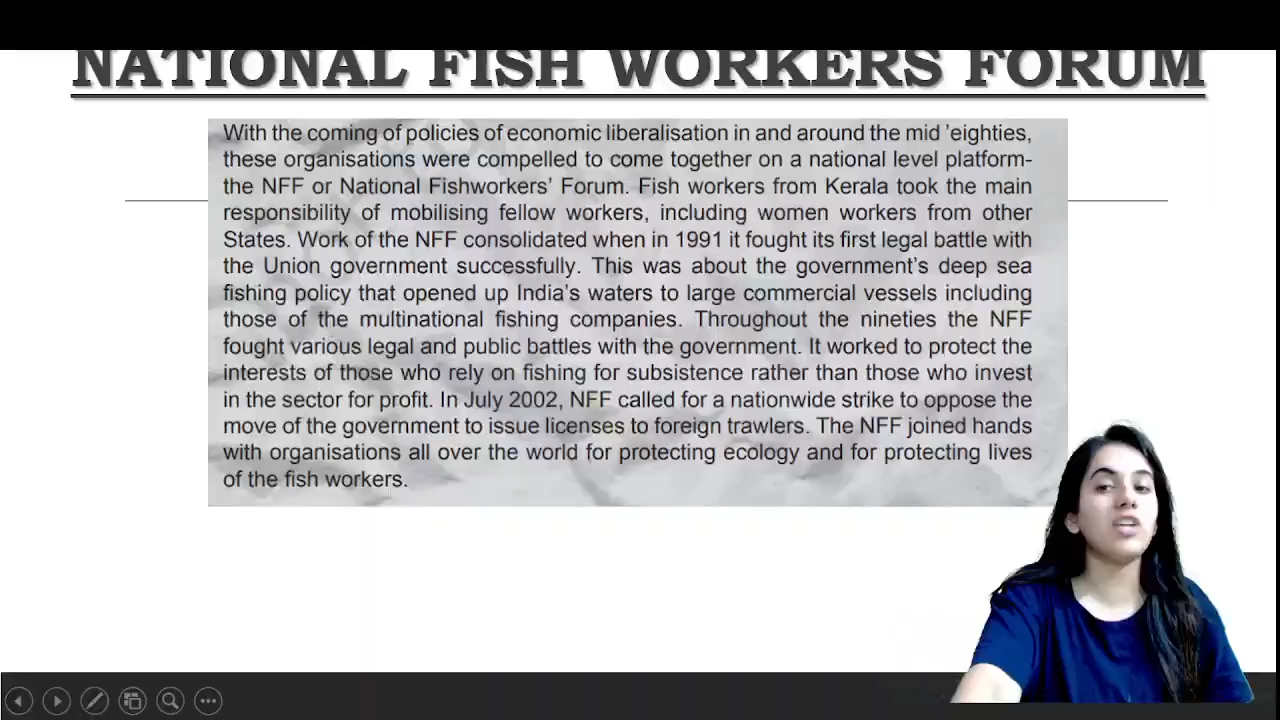 NATIONAL FISH WORKERS FORUM
With the coming of policies of economic liberalisation in and around the mid 'eighties,
these organisations were compelled to come together on a national level platform-
the NFF or National Fishworkers' Forum. Fish workers from Kerala took the main
responsibility of mobilising fellow workers, including women workers from other
States. Work of the NFF consolidated when in 1991 it fought its first legal battle with
the Union government successfully. This was about the government's deep sea
fishing policy that opened up India's waters to large commercial vessels including
those of the multinational fishing companies. Throughout the nineties the NFF
fought various legal and public battles with the government. It worked to protect the
interests of those who rely on fishing for subsistence rather than those who invest
in the sector for profit. In July 2002, NFF called for a nationwide strike to oppose the
move of the government to issue licenses to foreign trawlers. The NFF joined hands
with organisations all over the world for protecting ecology and for protecting lives
of the fish workers.